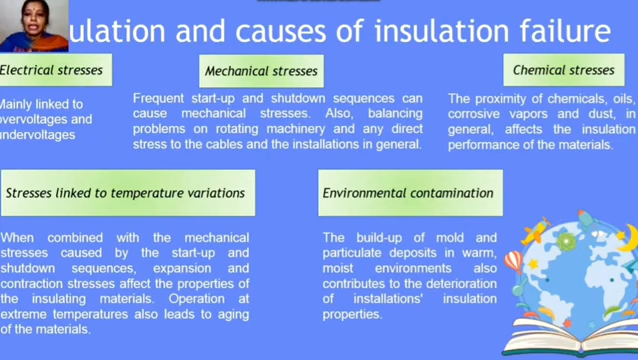 ulation and causes of insulation failure
Electrical stresses
Mechanical stresses
Chemical stresses
Mainly linked to
overvoltages and
undervoltages
Frequent start-up and shutdown sequences can
cause mechanical stresses. Also, balancing
problems on rotating machinery and any direct
stress to the cables and the installations in general.
The proximity of chemicals, oils,
corrosive vapors and dust, in
general, affects the insulation
performance of the materials.
Stresses linked to temperature variations
Environmental contamination
When combined with the mechanical
stresses caused by the start-up and
shutdown sequences, expansion and
contraction stresses affect the properties of
the insulating materials. Operation at
extreme temperatures also leads to aging
of the materials.
The build-up of mold and
particulate deposits in warm,
moist environments also
contributes to the deterioration
of installations' insulation
properties.